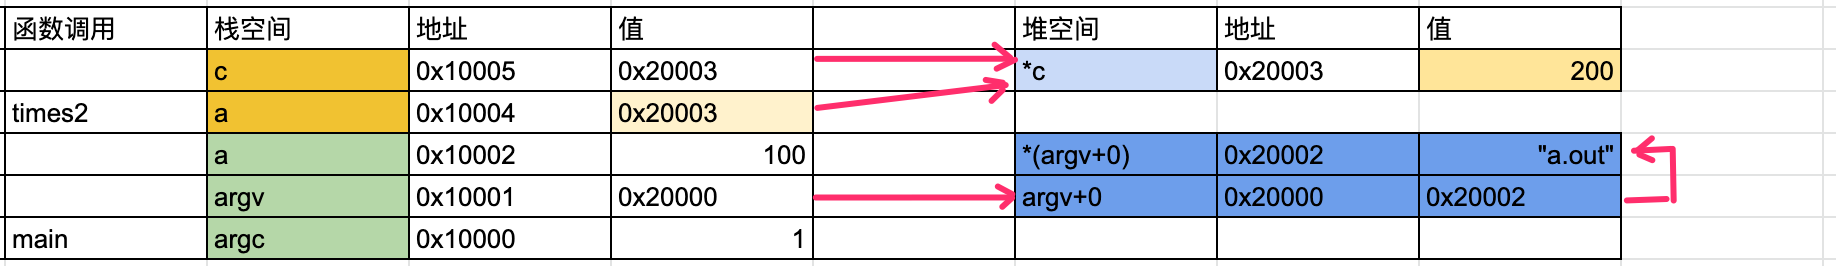 函数调用 栈空间 地址 值 堆空间 地址 值
c 0x10005 0x20003 *c 0x20003 200
times2 a 0x10004 0x20003
a 0x10002 100 *(argv+0) 0x20002 "a.out"
argv 0x10001 0x20000 argv+0 0x20000 0x20002
main argc 0x10000 1